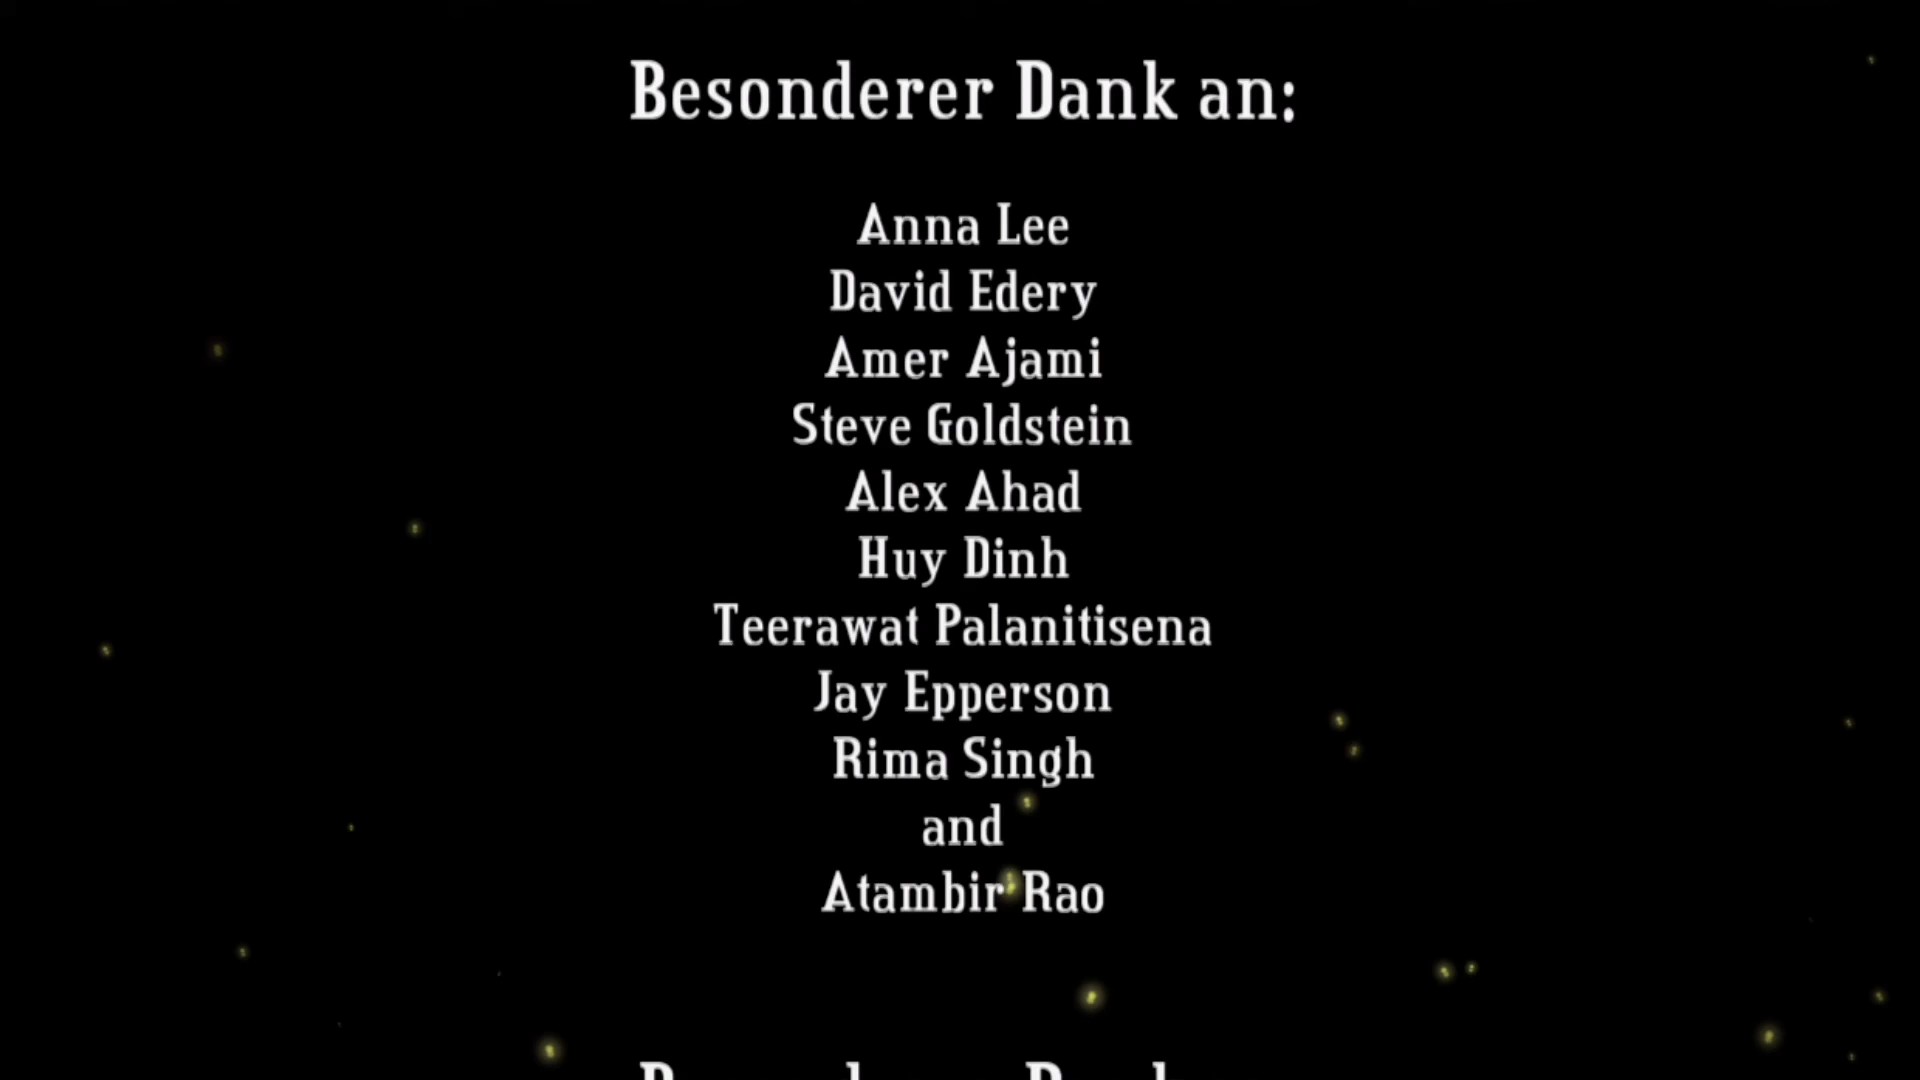 Besonderer Dank an:
Anna Lee
David Edery
Amer Ajami
Steve Goldstein
Alex Ahad
Huy Dinh
Teerawat Palanitisena
Jay Epperson
Rima Singh
and
Atambir Rao